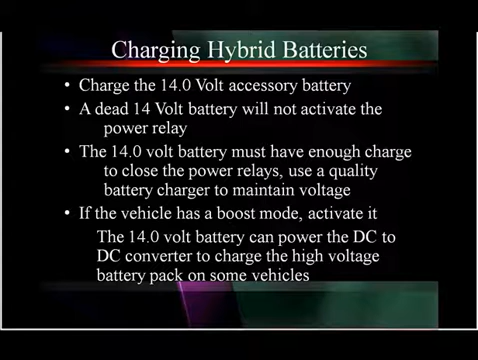 Charging Hybrid Batteries
• Charge the 14.0 Volt accessory battery
• A dead 14 Volt battery will not activate the
power relay
• The 14.0 volt battery must have enough charge
to close the power relays, use a quality
battery charger to maintain voltage
• If the vehicle has a boost mode, activate it
The 14.0 volt battery can power the DC to
DC converter to charge the high voltage
battery pack on some vehicles